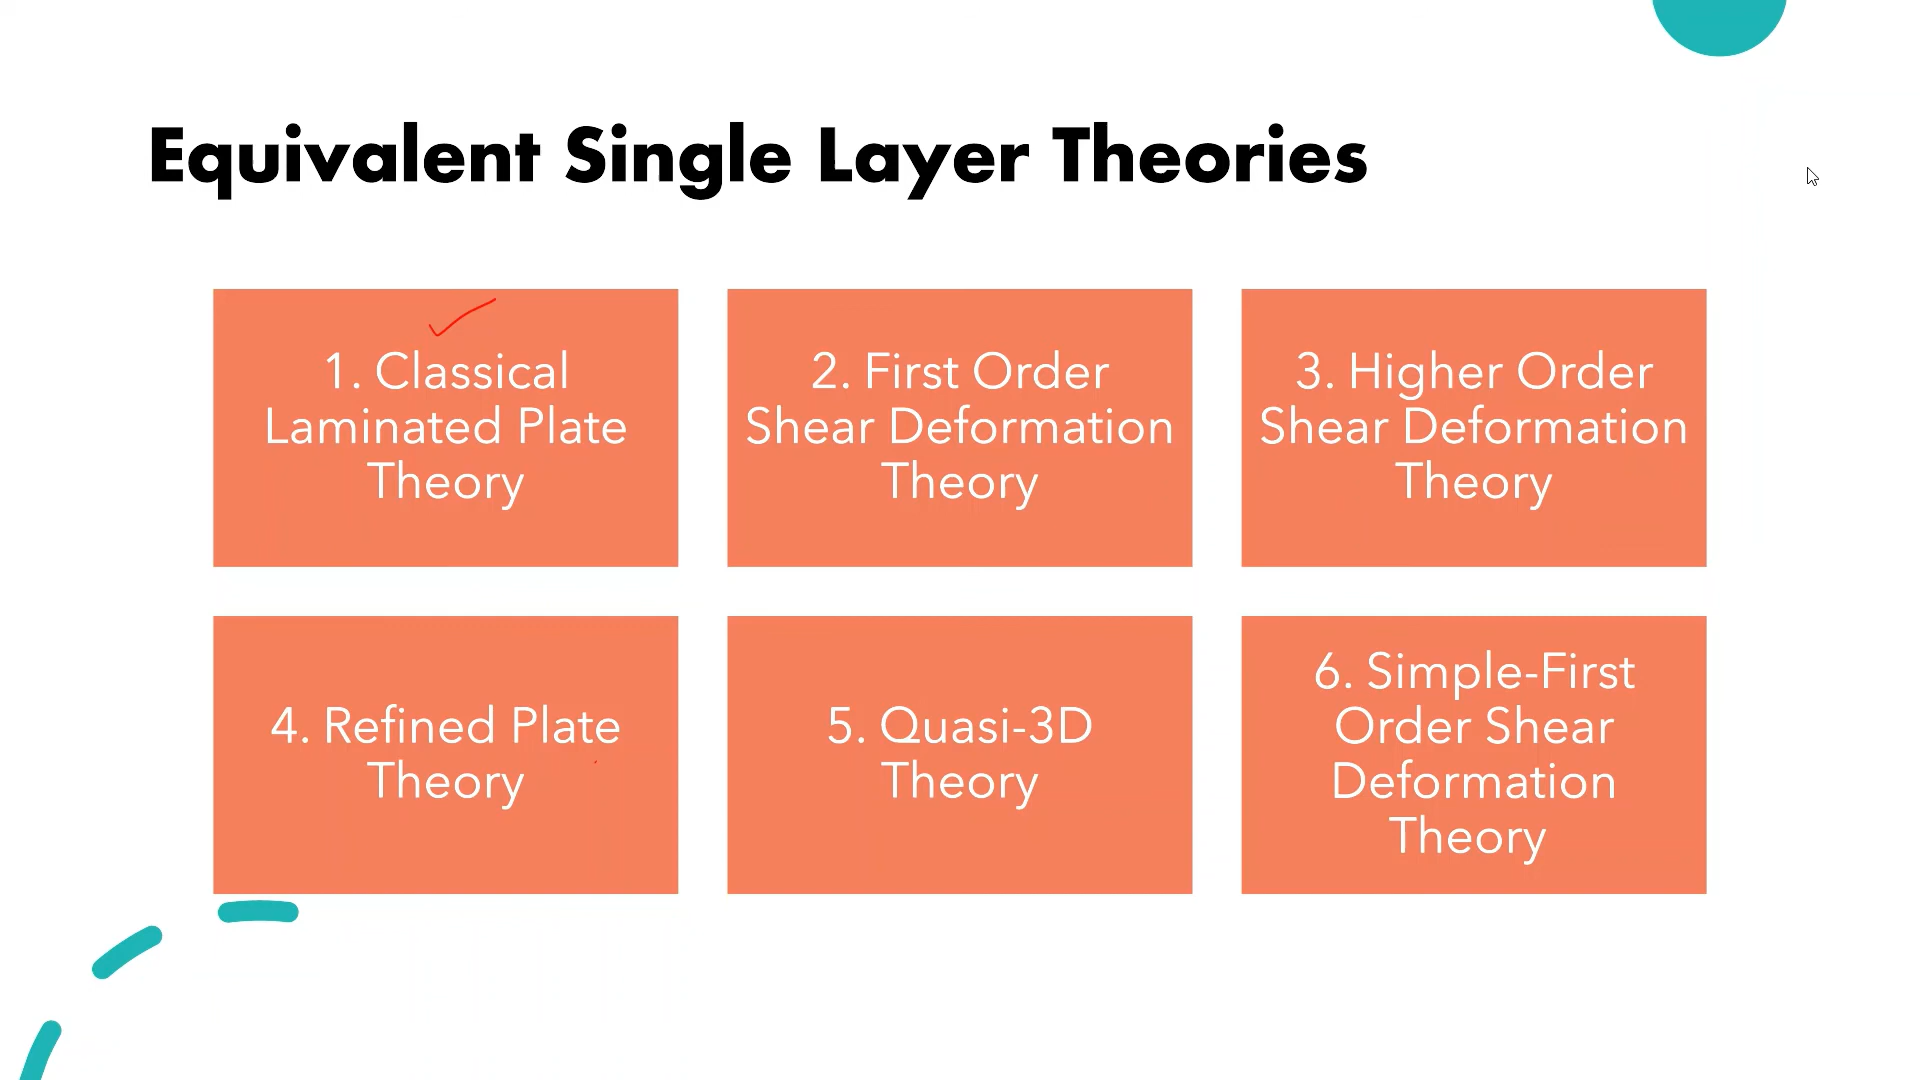 Equivalent Single Layer Theories
1. Classical
Laminated Plate
Theory
2. First Order
Shear Deformation
Theory
3. Higher Order
Shear Deformation
Theory
4. Refined Plate
Theory
5. Quasi-3D
Theory
6. Simple-First
Order Shear
Deformation
Theory